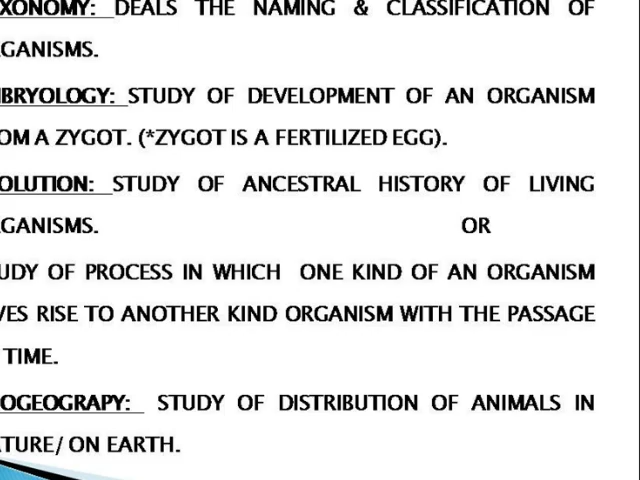 XONOMY: DEALS THE NAMING & CLASSIFICATION OF
GANISMS.
BRYOLOGY: STUDY OF DEVELOPMENT OF AN ORGANISM
OM A ZYGOT. (*ZYGOT IS A FERTILIZED EGG).
OLUTION: STUDY OF ANCESTRAL HISTORY OF LIVING
GANISMS. OR
UDY OF PROCESS IN WHICH ONE KIND OF AN ORGANISM
VES RISE TO ANOTHER KIND ORGANISM WITH THE PASSAGE
TIME.
OGEOGRAPY: STUDY OF DISTRIBUTION OF ANIMALS IN
TURE/ ON EARTH.